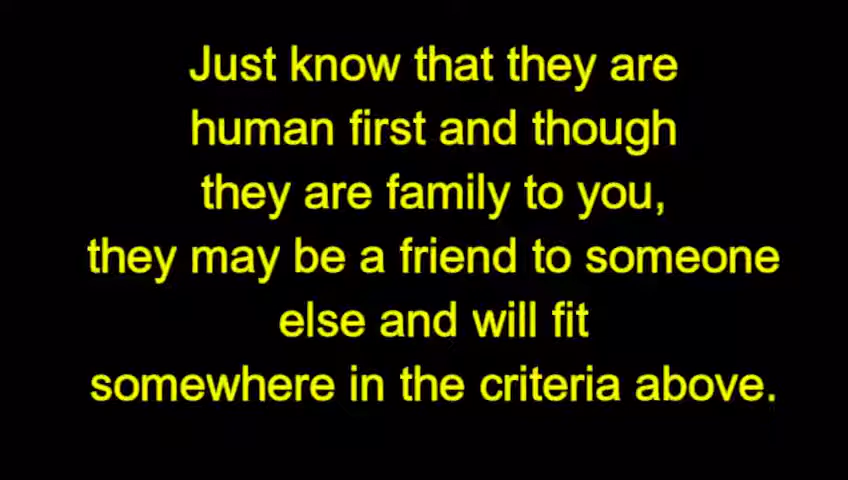 Just know that they are
human first and though
they are family to you,
they may be a friend to someone
else and will fit
somewhere in the criteria above.